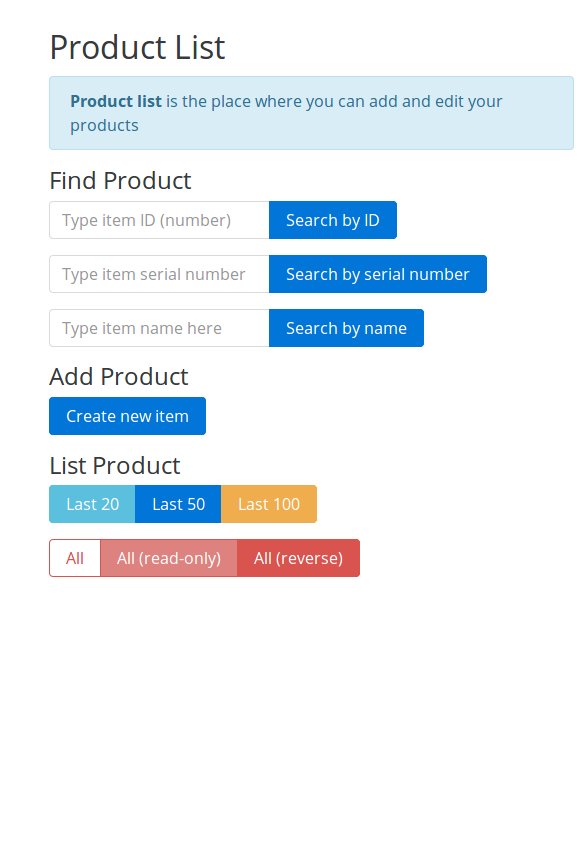 Product List
Product list is the place where you can add and edit your
products
Find Product
Type item ID (number) Search by ID
Type item serial number Search by serial number
Type item name here Search by name
Add Product
Create new item
List Product
Last 20 Last 50 Last 100
All All (read-only) All (reverse)